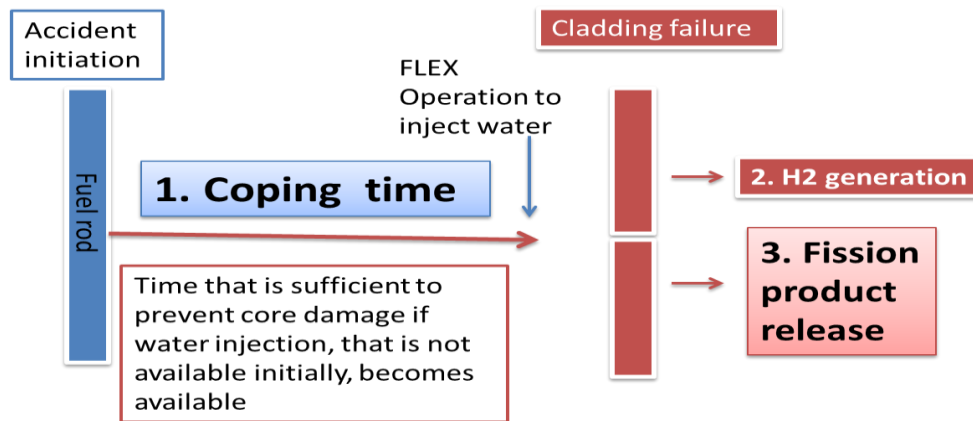 Accident
initiation
Cladding failure
FLEX
Operation to
inject water
Fuel rod
1. Coping time
2. H2 generation
Time that is sufficient to
prevent core damage if
water injection, that is not
available initially, becomes
available
3. Fission
product
release